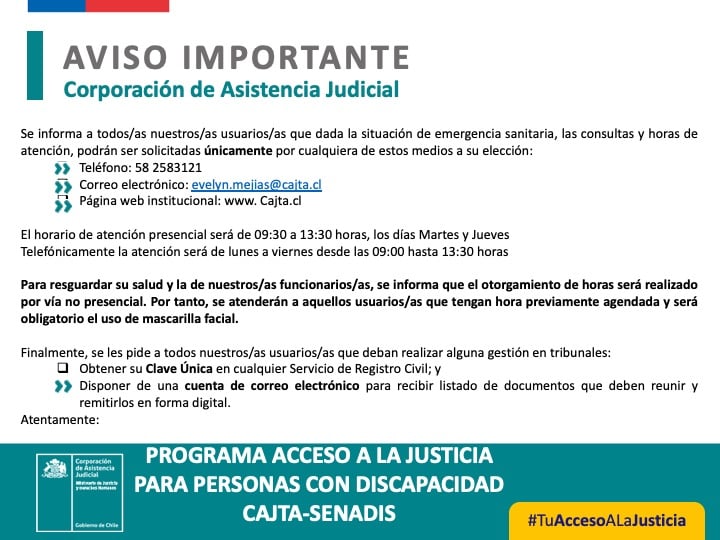 AVISO IMPORTANTE
Corporación de Asistencia Judicial
Se informa a todos/as nuestros/as usuarios/as que dada la situación de emergencia sanitaria, las consultas y horas de
atención, podrán ser solicitadas únicamente por cualquiera de estos medios a su elección:
Teléfono: 58 2583121
Correo electrónico: evelyn.mejias@cajta.cl
Página web institucional: www. Cajta.cl
El horario de atención presencial será de 09:30 a 13:30 horas, los días Martes y Jueves
Telefónicamente la atención será de lunes a viernes desde las 09:00 hasta 13:30 horas
Para resguardar su salud y la de nuestros/as funcionarios/as, se informa que el otorgamiento de horas será realizado
por vía no presencial. Por tanto, se atenderán a aquellos usuarios/as que tengan hora previamente agendada y será
obligatorio el uso de mascarilla facial.
Finalmente, se les pide a todos nuestros/as usuarios/as que deban realizar alguna gestión en tribunales:
Obtener su Clave Única en cualquier Servicio de Registro Civil; y
Disponer de una cuenta de correo electrónico para recibir listado de documentos que deben reunir y
remitirlos en forma digital.
Atentamente:
PROGRAMA ACCESO A LA JUSTICIA
PARA PERSONAS CON DISCAPACIDAD
CAJTA-SENADIS
Corporación
de Asistencia
Judicial
Ministerio de Justicia
y Derechos Humanos
Gobierno de Chile
#TuAccesoALaJusticia